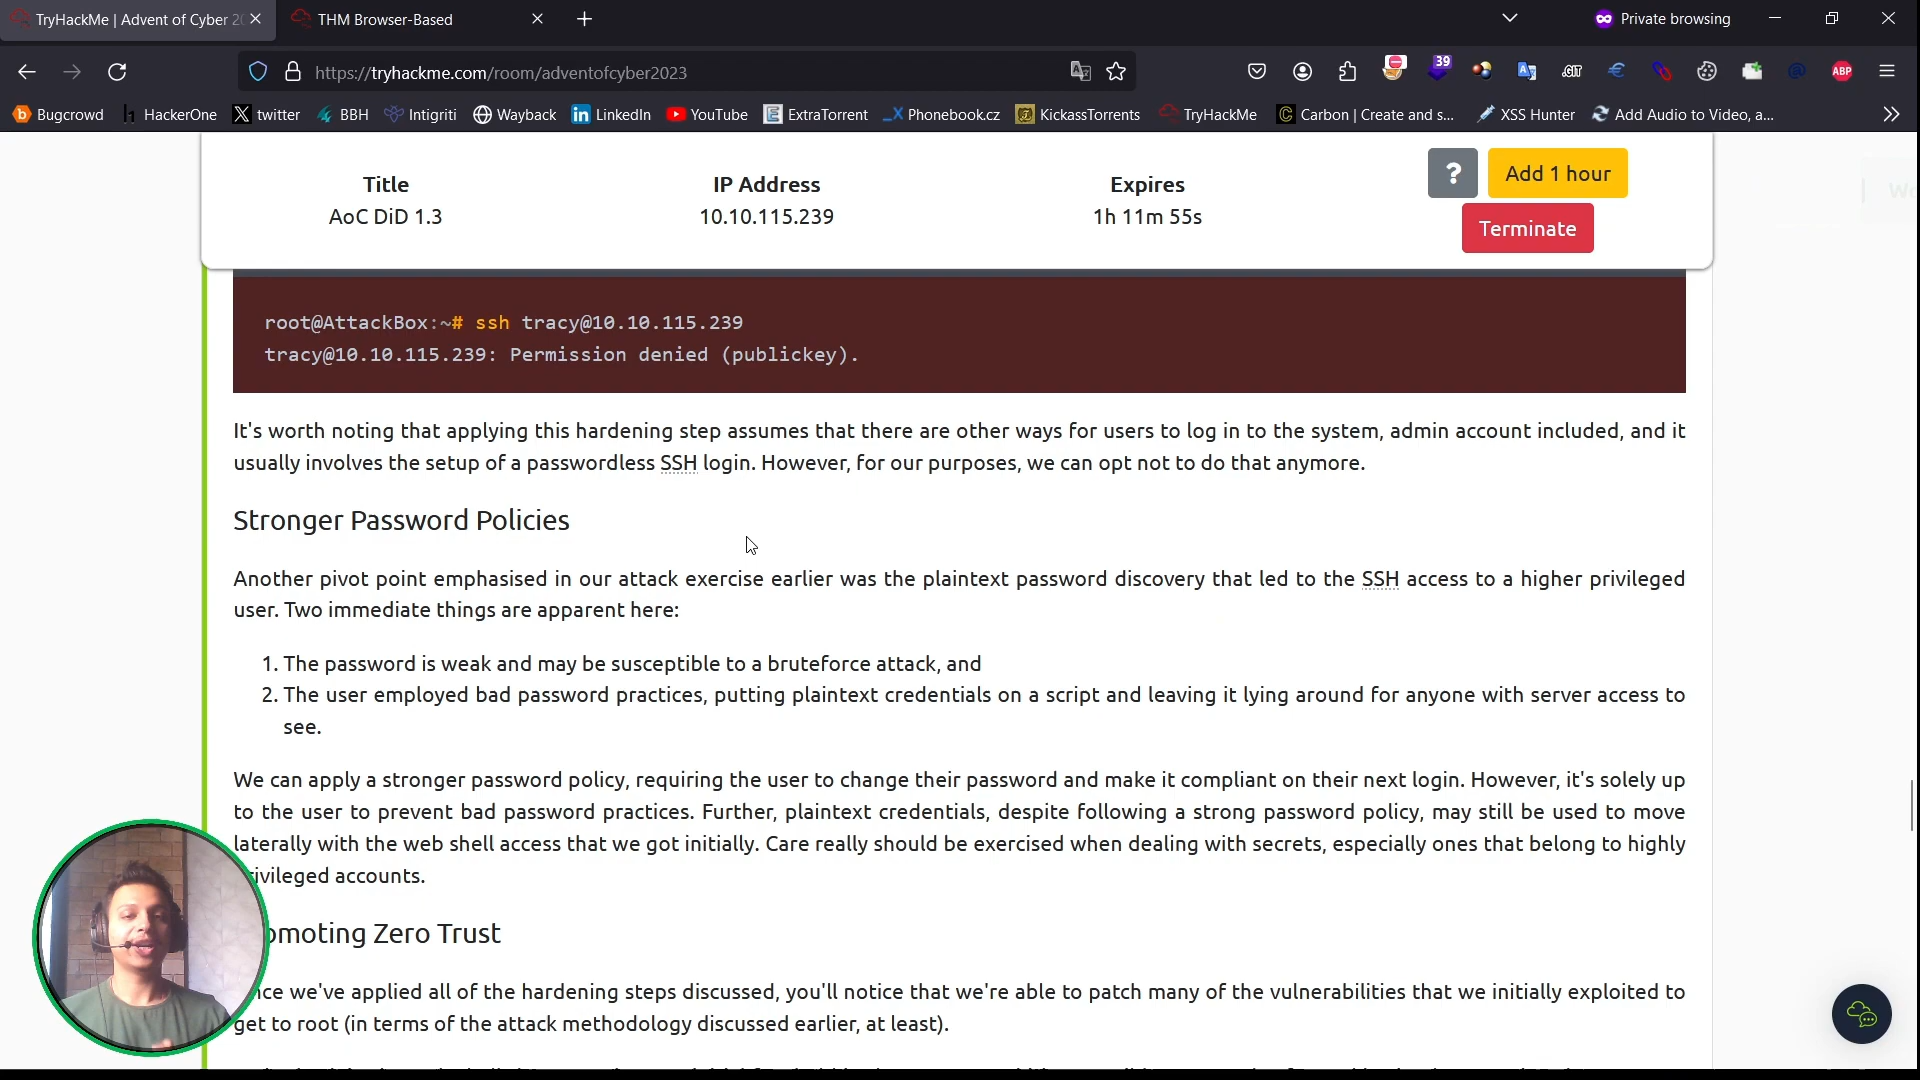 TryHackMe | Advent of Cyber 20
THM Browser-Based
Private browsing
https://tryhackme.com/room/adventofcyber2023
39
.GIT
ABP
Bugcrowd
HackerOne
twitter
BBH
Intigriti
Wayback
LinkedIn
YouTube
ExtraTorrent
Phonebook.cz
KickassTorrents
TryHackMe
Carbon | Create and s...
XSS Hunter
Add Audio to Video, a...
Title
IP Address
Expires
? Add 1 hour
AoC DiD 1.3
10.10.115.239
1h 11m 55s
Terminate
root@AttackBox:~# ssh tracy@10.10.115.239
tracy@10.10.115.239: Permission denied (publickey).
It's worth noting that applying this hardening step assumes that there are other ways for users to log in to the system, admin account included, and it
usually involves the setup of a passwordless SSH login. However, for our purposes, we can opt not to do that anymore.
Stronger Password Policies
Another pivot point emphasised in our attack exercise earlier was the plaintext password discovery that led to the SSH access to a higher privileged
user. Two immediate things are apparent here:
1. The password is weak and may be susceptible to a bruteforce attack, and
2. The user employed bad password practices, putting plaintext credentials on a script and leaving it lying around for anyone with server access to
see.
We can apply a stronger password policy, requiring the user to change their password and make it compliant on their next login. However, it's solely up
to the user to prevent bad password practices. Further, plaintext credentials, despite following a strong password policy, may still be used to move
laterally with the web shell access that we got initially. Care really should be exercised when dealing with secrets, especially ones that belong to highly
ivileged accounts.
omoting Zero Trust
nce we've applied all of the hardening steps discussed, you'll notice that we're able to patch many of the vulnerabilities that we initially exploited to
get to root (in terms of the attack methodology discussed earlier, at least).